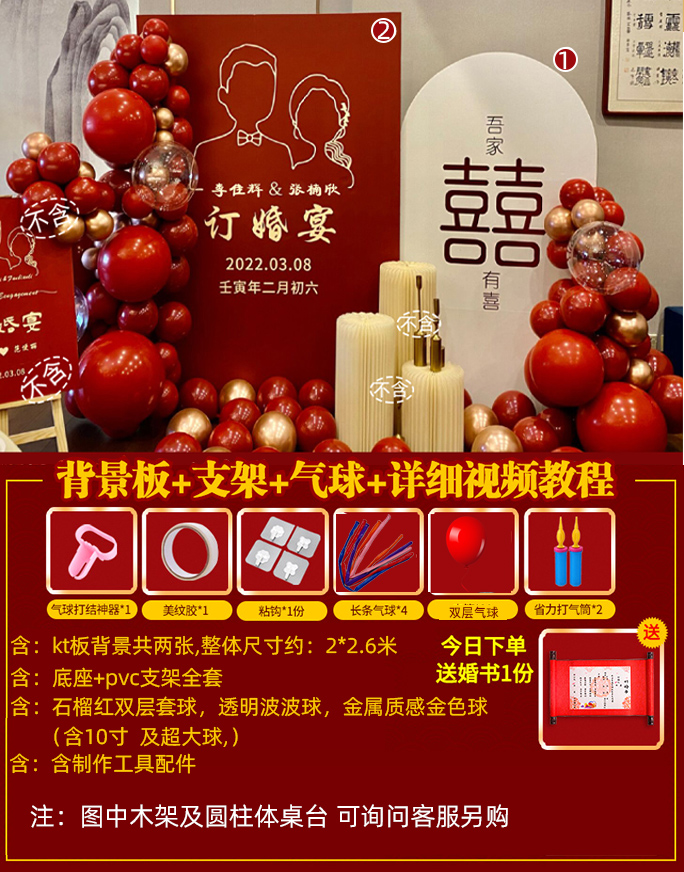 ②
①
吾家
囍
有喜
李佳辉 & 张楠欣
订婚宴
2022.03.08
壬寅年二月初六
不含
不含
不含
不含
婚宴
背景板+支架+气球+详细视频教程
气球打结神器*1
美纹胶*1
粘钩*1份
长条气球*4
双层气球
省力打气筒*2
含：kt板背景共两张,整体尺寸约：2*2.6米
含：底座+pvc支架全套
含：石榴红双层套球，透明波波球，金属质感金色球
（含10寸 及超大球,）
含：含制作工具配件
今日下单
送婚书1份
送
注：图中木架及圆柱体桌台 可询问客服另购